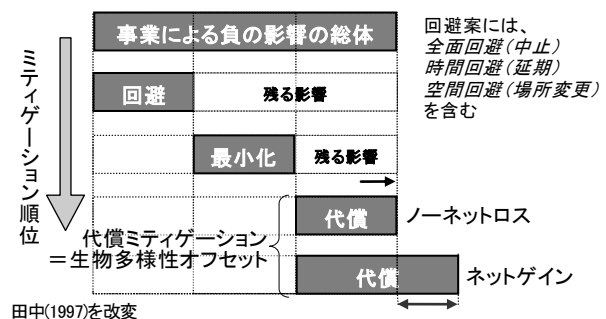 事業による負の影響の総体
回避案には、
全面回避(中止)
時間回避(延期)
空間回避(場所変更)
を含む
ミティゲーション順位
回避
残る影響
最小化
残る影響
代償
ノーネットロス
代償ミティゲーション
＝生物多様性オフセット
代償
ネットゲイン
田中(1997)を改変